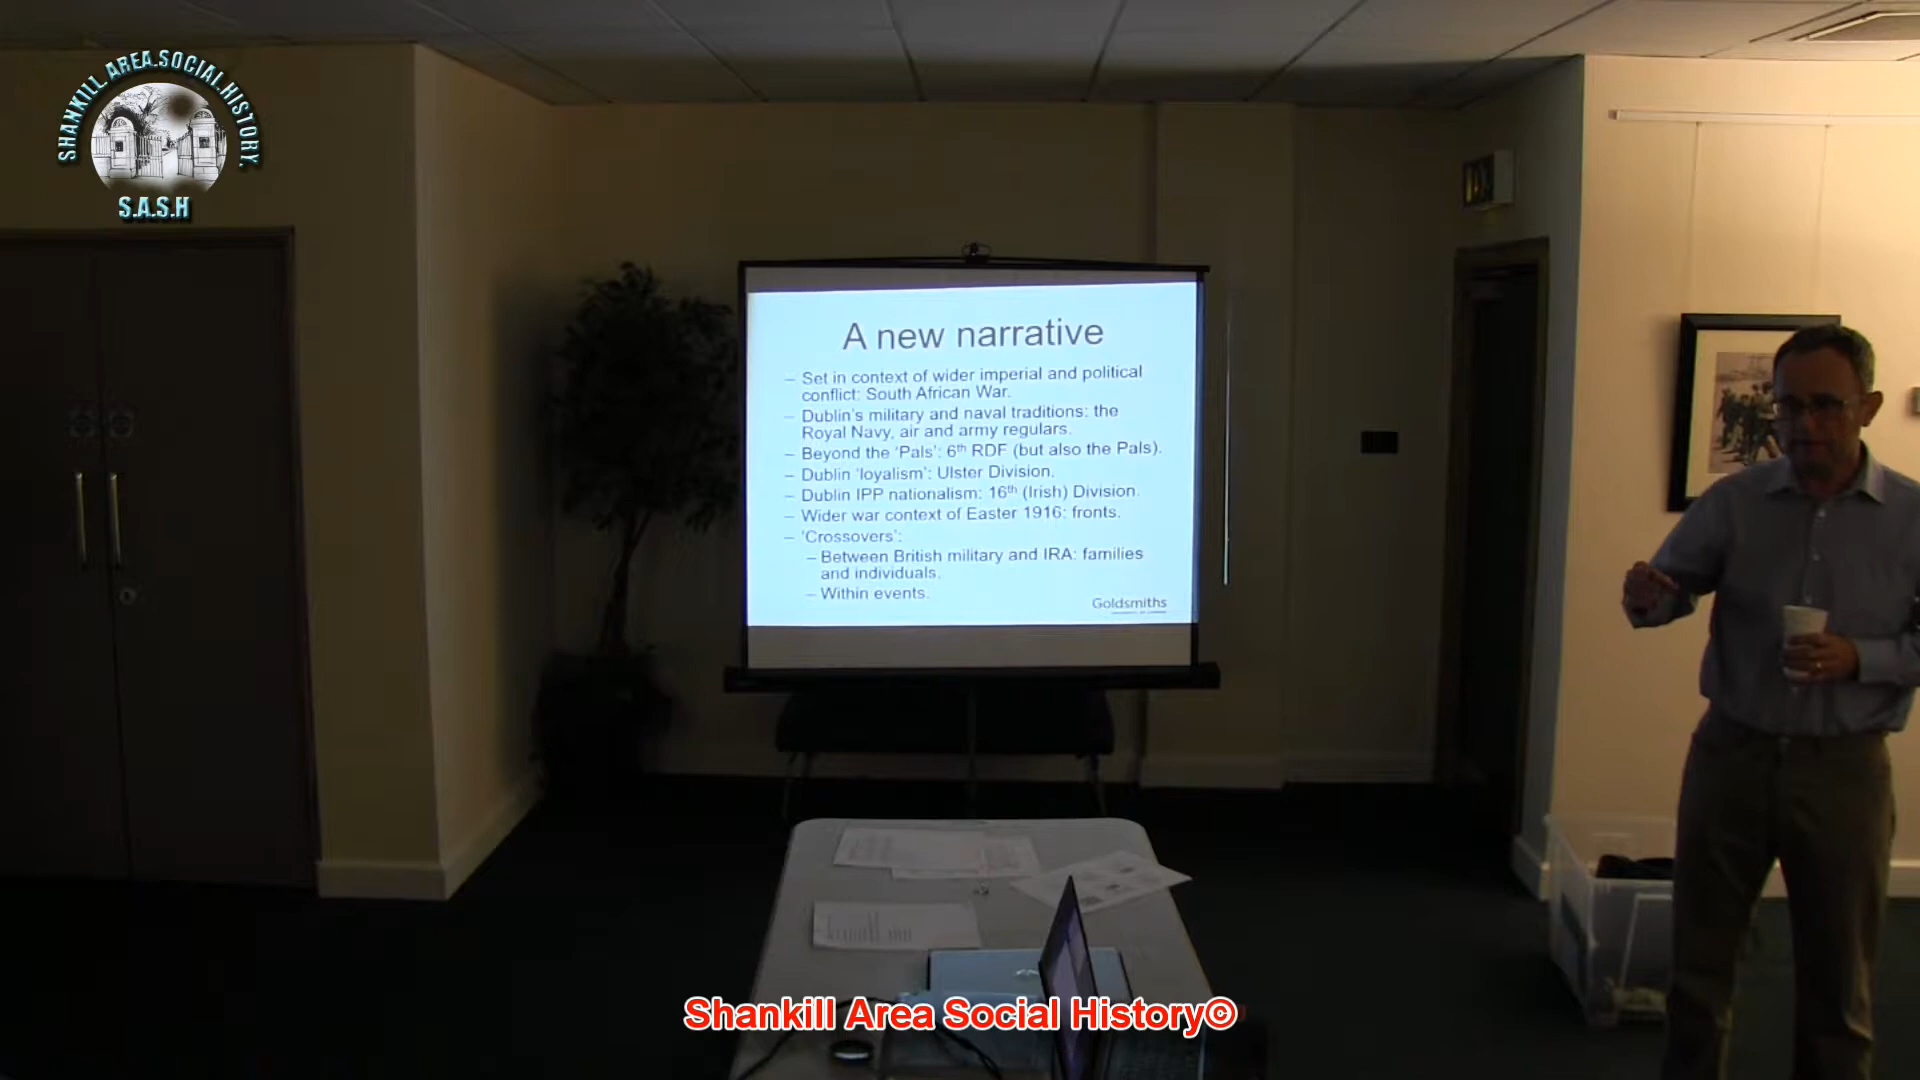 SHANKILL.AREA.SOCIAL.HISTORY.
S.A.S.H
A new narrative
– Set in context of wider imperial and political
conflict: South African War.
– Dublin's military and naval traditions: the
Royal Navy, air and army regulars.
– Beyond the 'Pals': 6th RDF (but also the Pals).
– Dublin 'loyalism': Ulster Division.
– Dublin IPP nationalism: 16th (Irish) Division.
– Wider war context of Easter 1916: fronts.
– 'Crossovers':
– Between British military and IRA: families
and individuals.
– Within events.
Goldsmiths
Shankill Area Social History©